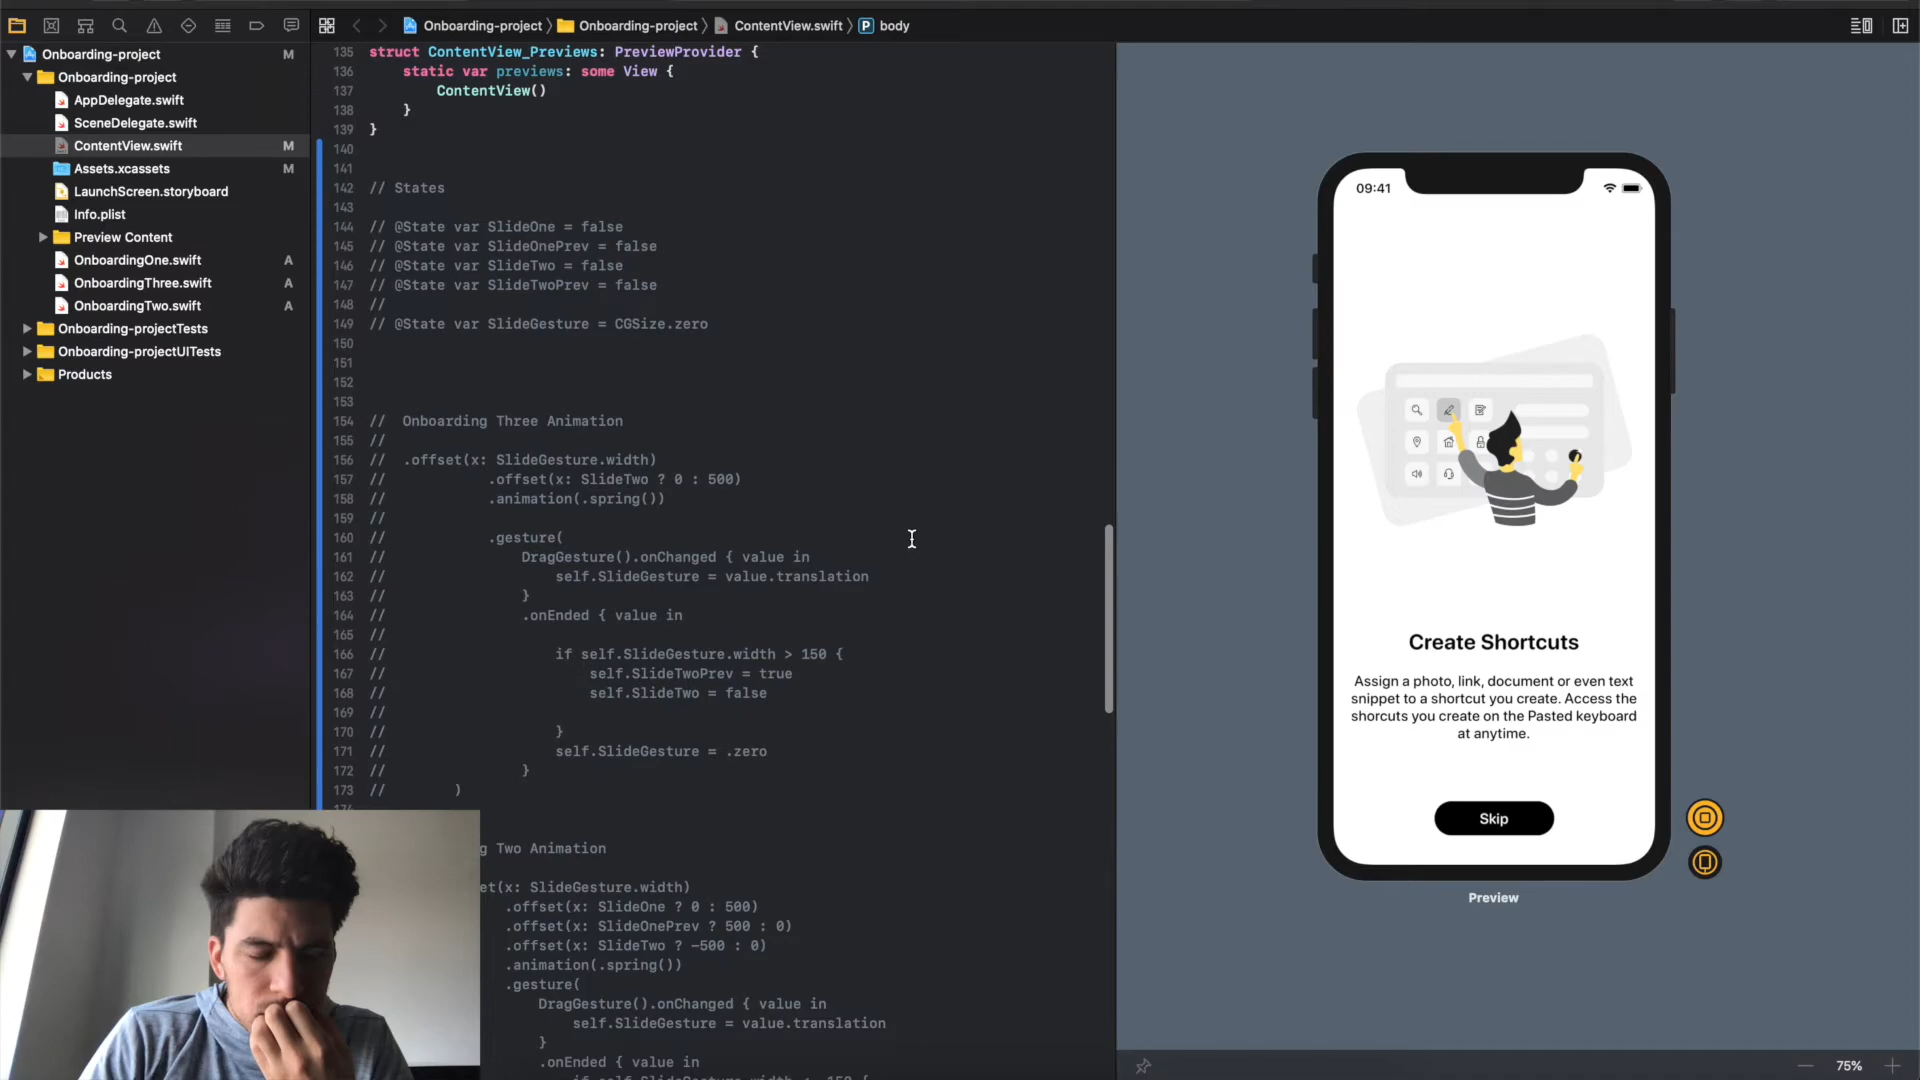 Onboarding-project
Onboarding-project
ContentView.swift
P
body
Onboarding-project
M
Onboarding-project
AppDelegate.swift
SceneDelegate.swift
ContentView.swift
M
Assets.xcassets
M
LaunchScreen.storyboard
Info.plist
Preview Content
OnboardingOne.swift
A
OnboardingThree.swift
A
OnboardingTwo.swift
A
Onboarding-projectTests
Onboarding-projectUITests
Products
135 struct ContentView_Previews: PreviewProvider {
136 static var previews: some View {
137 ContentView()
138 }
139 }
140
141
142 // States
143
144 // @State var SlideOne = false
145 // @State var SlideOnePrev = false
146 // @State var SlideTwo = false
147 // @State var SlideTwoPrev = false
148 //
149 // @State var SlideGesture = CGSize.zero
150
151
152
153
154 // Onboarding Three Animation
155 //
156 // .offset(x: SlideGesture.width)
157 // .offset(x: SlideTwo ? 0 : 500)
158 // .animation(.spring())
159 //
160 // .gesture(
161 // DragGesture().onChanged { value in
162 // self.SlideGesture = value.translation
163 // }
164 // .onEnded { value in
165 //
166 // if self.SlideGesture.width > 150 {
167 // self.SlideTwoPrev = true
168 // self.SlideTwo = false
169 //
170 // }
171 // self.SlideGesture = .zero
172 // }
173 // )
g Two Animation
et(x: SlideGesture.width)
.offset(x: SlideOne ? 0 : 500)
.offset(x: SlideOnePrev ? 500 : 0)
.offset(x: SlideTwo ? -500 : 0)
.animation(.spring())
.gesture(
DragGesture().onChanged { value in
self.SlideGesture = value.translation
}
.onEnded { value in
09:41
Create Shortcuts
Assign a photo, link, document or even text
snippet to a shortcut you create. Access the
shorcuts you create on the Pasted keyboard
at anytime.
Skip
Preview
75%